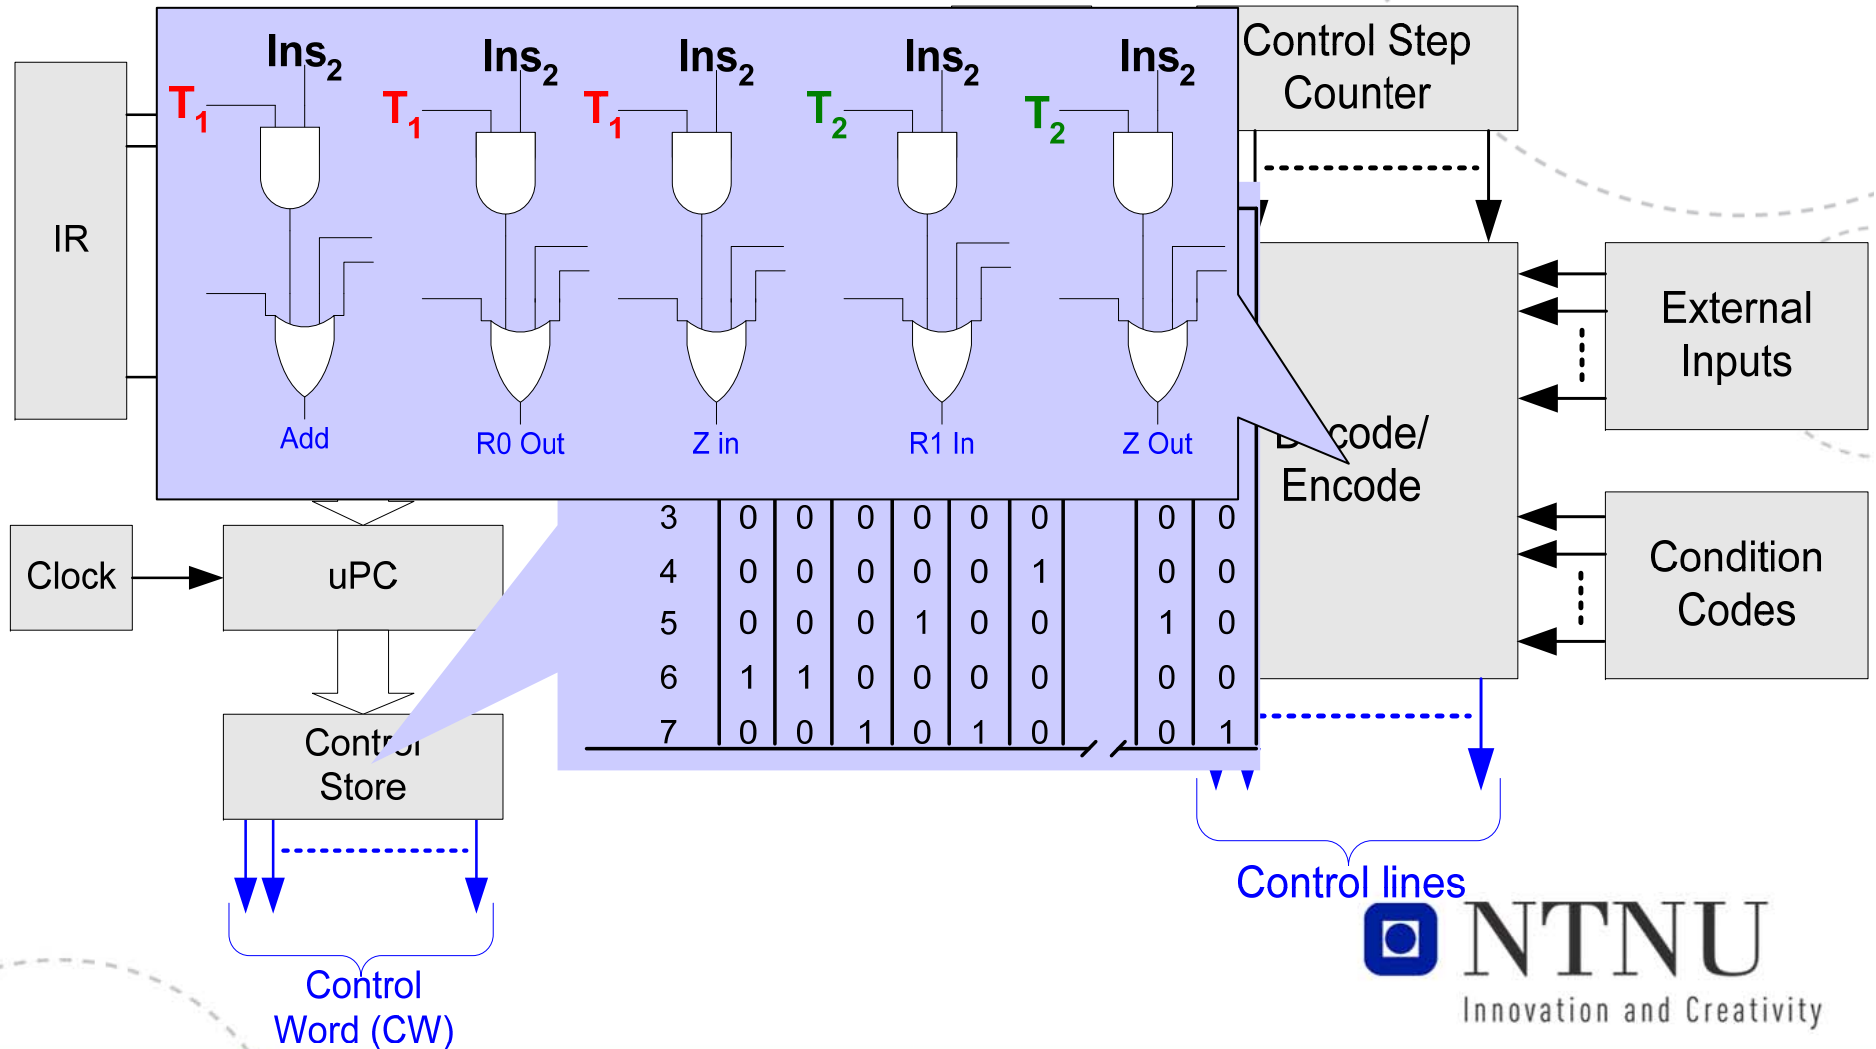 Ins2 Ins2 Ins2 Ins2 Ins2
T1 T1 T1 T2 T2
Add R0 Out Z in R1 In Z Out
Control Step
Counter
IR
External
Inputs
Encode
3 0 0 0 0 0 0 0 0
4 0 0 0 0 0 1 0 0
5 0 0 0 1 0 0 1 0
6 1 1 0 0 0 0 0 0
7 0 0 1 0 1 0 0 1
Clock
uPC
Condition
Codes
Control
Store
Control lines
Control
Word (CW)
NTNU
Innovation and Creativity